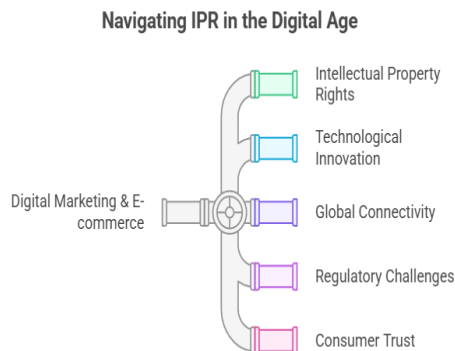 Navigating IPR in the Digital Age
Intellectual Property
Rights
Technological
Innovation
Digital Marketing & E-
commerce
Global Connectivity
Regulatory Challenges
Consumer Trust